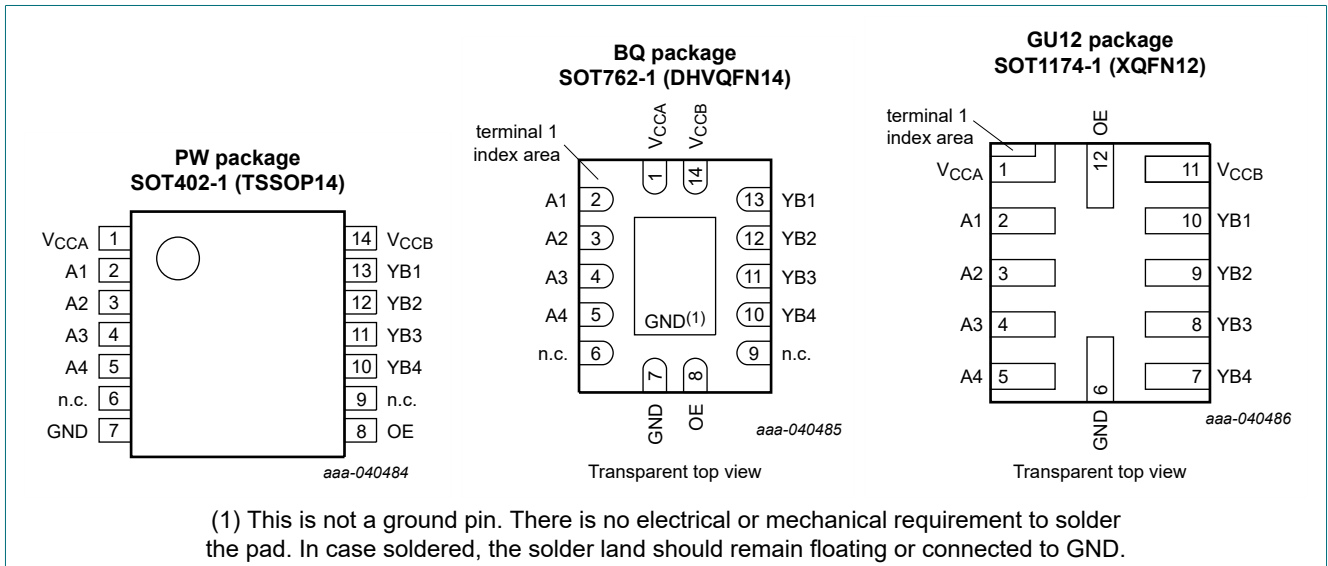 PW package
SOT402-1 (TSSOP14)
VCCA 1
14 VCCB
A1 2
13 YB1
A2 3
12 YB2
A3 4
11 YB3
A4 5
10 YB4
n.c. 6
9 n.c.
GND 7
8 OE
aaa-040484
BQ package
SOT762-1 (DHVQFN14)
terminal 1
index area
VCCA
VCCB
1
14
A1 2
13 YB1
A2 3
12 YB2
A3 4
11 YB3
A4 5
10 YB4
GND(1)
n.c. 6
9 n.c.
7
8
GND
OE
aaa-040485
Transparent top view
GU12 package
SOT1174-1 (XQFN12)
terminal 1
index area
OE
12
VCCA 1
11 VCCB
A1 2
10 YB1
A2 3
9 YB2
A3 4
8 YB3
A4 5
7 YB4
6
GND
aaa-040486
Transparent top view
(1) This is not a ground pin. There is no electrical or mechanical requirement to solder
the pad. In case soldered, the solder land should remain floating or connected to GND.